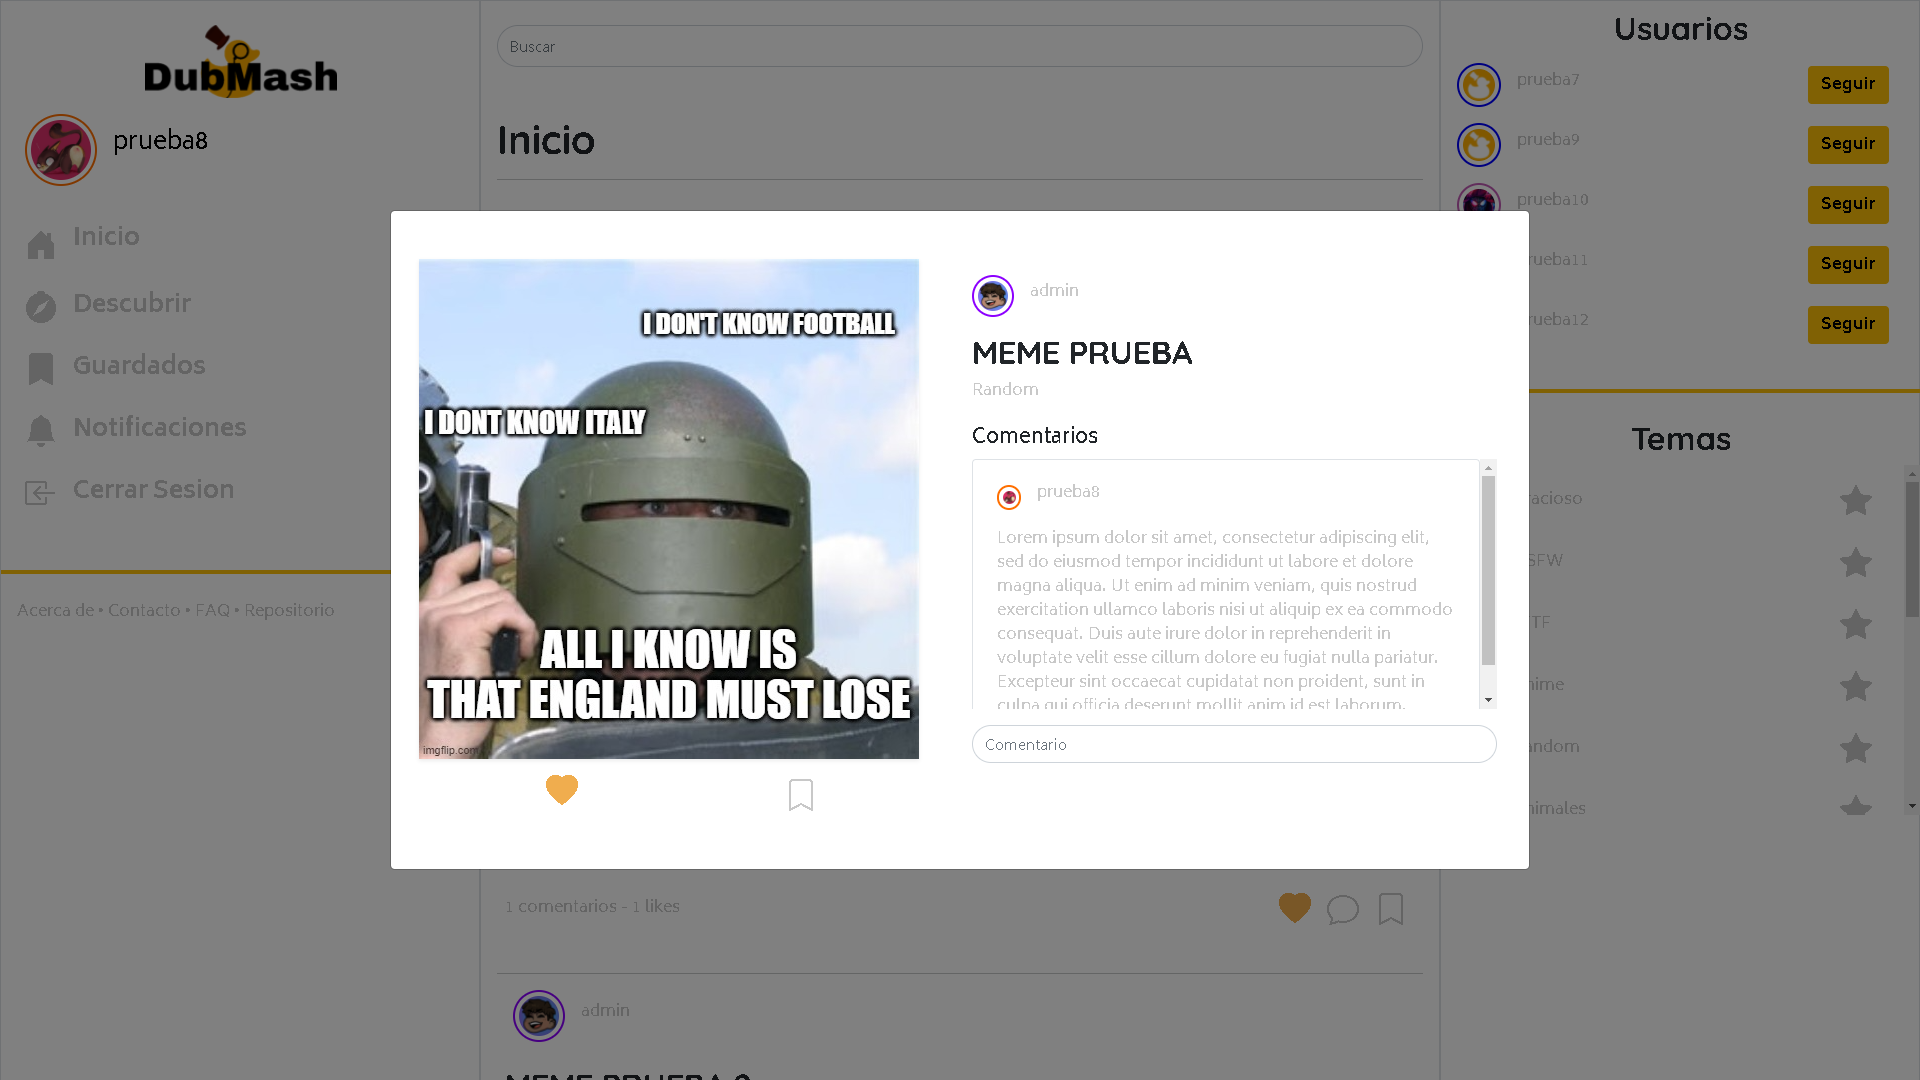 DubMash
prueba8
Inicio
Descubrir
Guardados
Notificaciones
Cerrar Sesion
Acerca de • Contacto • FAQ • Repositorio
Buscar
Inicio
I DON'T KNOW FOOTBALL
I DONT KNOW ITALY
ALL I KNOW IS
THAT ENGLAND MUST LOSE
imgflip.com
admin
MEME PRUEBA
Random
Comentarios
prueba8
Lorem ipsum dolor sit amet, consectetur adipiscing elit,
sed do eiusmod tempor incididunt ut labore et dolore
magna aliqua. Ut enim ad minim veniam, quis nostrud
exercitation ullamco laboris nisi ut aliquip ex ea commodo
consequat. Duis aute irure dolor in reprehenderit in
voluptate velit esse cillum dolore eu fugiat nulla pariatur.
Excepteur sint occaecat cupidatat non proident, sunt in
culpa qui officia deserunt mollit anim id est laborum.
Comentario
1 comentarios - 1 likes
admin
MEME PRUEBA 2
Usuarios
prueba7
Seguir
prueba9
Seguir
prueba10
Seguir
rueba11
Seguir
rueba12
Seguir
Temas
acioso
SFW
TF
nime
andom
nimales